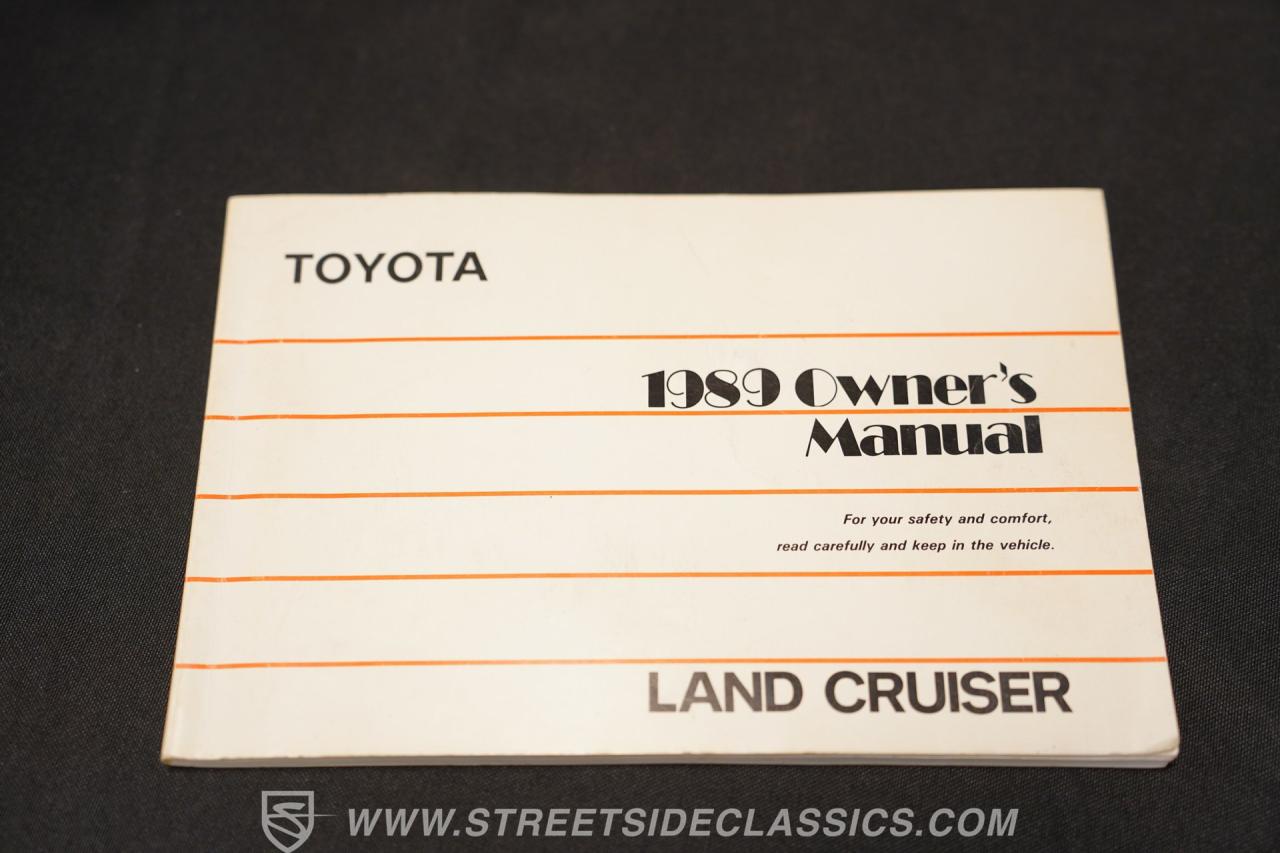 TOYOTA
1989 Owner's
Manual
For your safety and comfort,
read carefully and keep in the vehicle.
LAND CRUISER
WWW.STREETSIDECLASSICS.COM